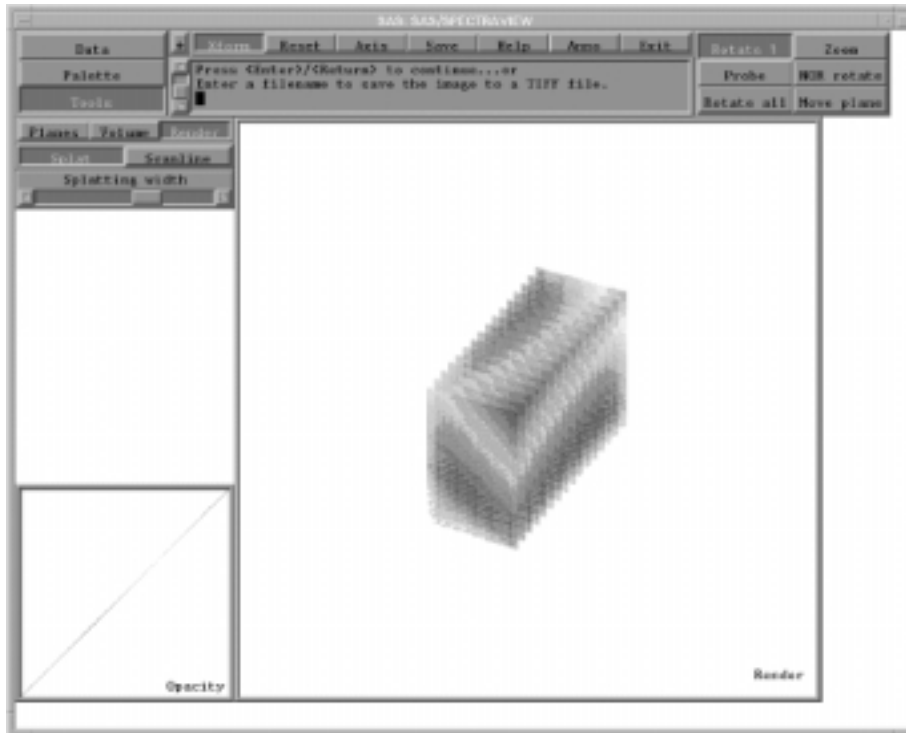 SAS: SAS/SPECTRAVIEW
Data
Palette
Tools
+ Xform Reset Axis Save Help Anno Exit
Press <Enter>/<Return> to continue...or
Enter a filename to save the image to a TIFF file.
Rotate 1 Zoom
Probe NOR rotate
Rotate all Move plane
Planes Volume Render
Splat Scanline
Splatting width
Opacity
Render